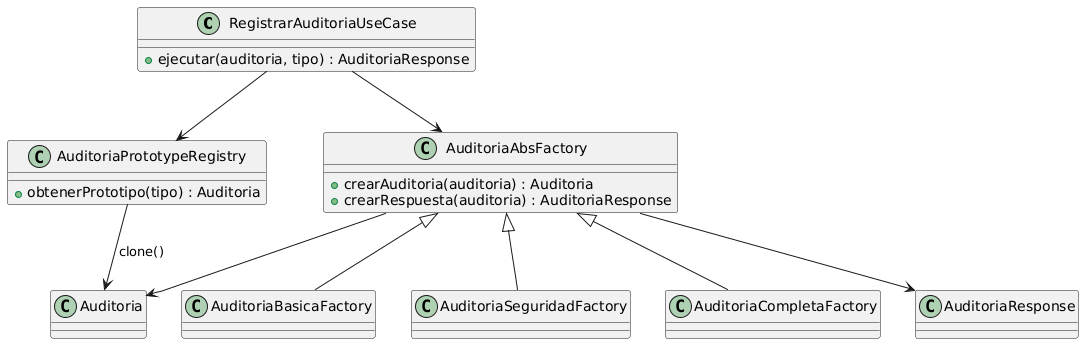 C RegistrarAuditoriaUseCase
ejecutar(auditoria, tipo) : AuditoriaResponse
C AuditoriaPrototypeRegistry
obtenerPrototipo(tipo) : Auditoria
C AuditoriaAbsFactory
crearAuditoria(auditoria) : Auditoria
crearRespuesta(auditoria) : AuditoriaResponse
clone()
C Auditoria
C AuditoriaBasicaFactory
C AuditoriaSeguridadFactory
C AuditoriaCompletaFactory
C AuditoriaResponse